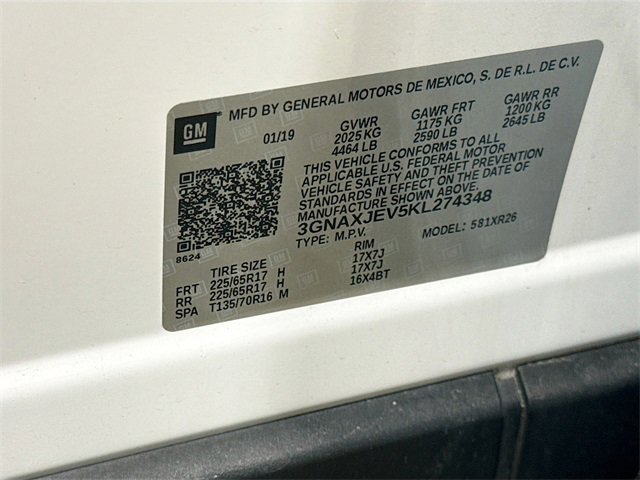 MFD BY GENERAL MOTORS DE MEXICO, S. DE R.L. DE C.V.
GM
01/19 GVWR GAWR FRT GAWR RR
2025 KG 1175 KG 1200 KG
4464 LB 2590 LB 2645 LB
THIS VEHICLE CONFORMS TO ALL
APPLICABLE U.S. FEDERAL MOTOR
VEHICLE SAFETY AND THEFT PREVENTION
STANDARDS IN EFFECT ON THE DATE OF
MANUFACTURE SHOWN ABOVE.
3GNAXJEV5KL274348
TYPE: M.P.V. MODEL: 581XR26
8624
TIRE SIZE RIM
FRT 225/65R17 H 17X7J
RR 225/65R17 H 17X7J
SPA T135/70R16 M 16X4BT